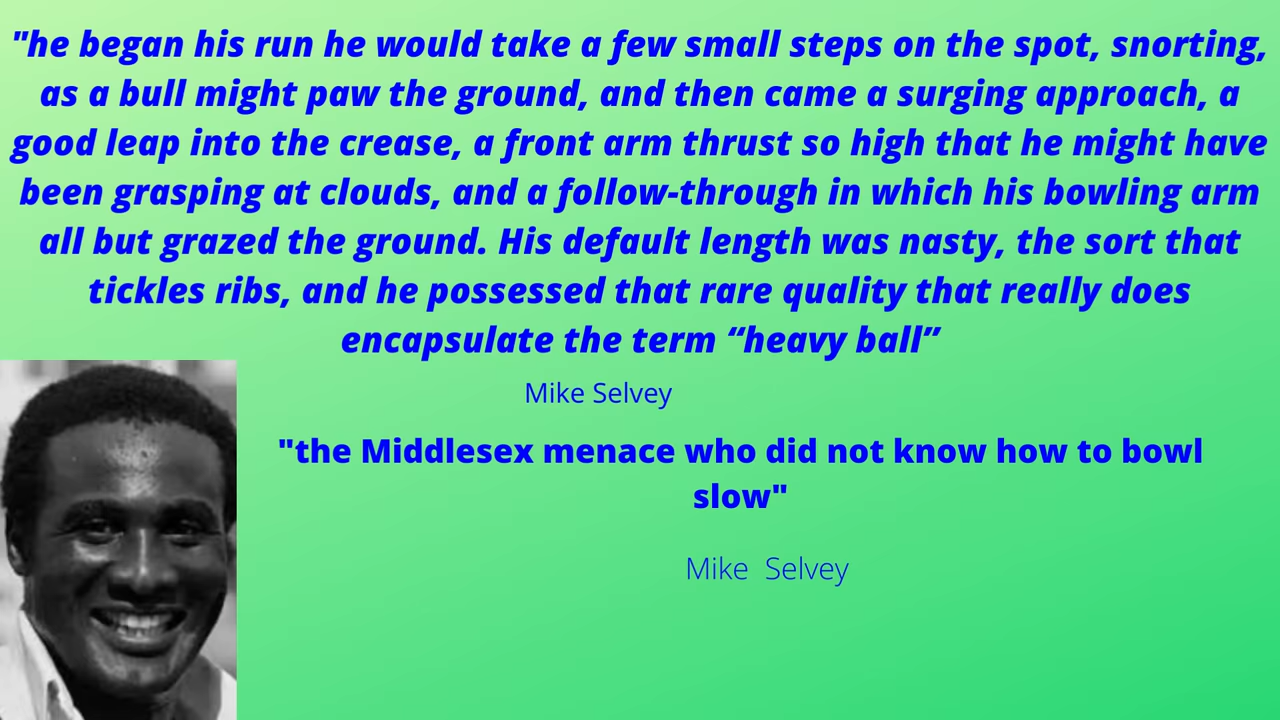 "he began his run he would take a few small steps on the spot, snorting,
as a bull might paw the ground, and then came a surging approach, a
good leap into the crease, a front arm thrust so high that he might have
been grasping at clouds, and a follow-through in which his bowling arm
all but grazed the ground. His default length was nasty, the sort that
tickles ribs, and he possessed that rare quality that really does
encapsulate the term “heavy ball”
Mike Selvey
"the Middlesex menace who did not know how to bowl
slow"
Mike Selvey